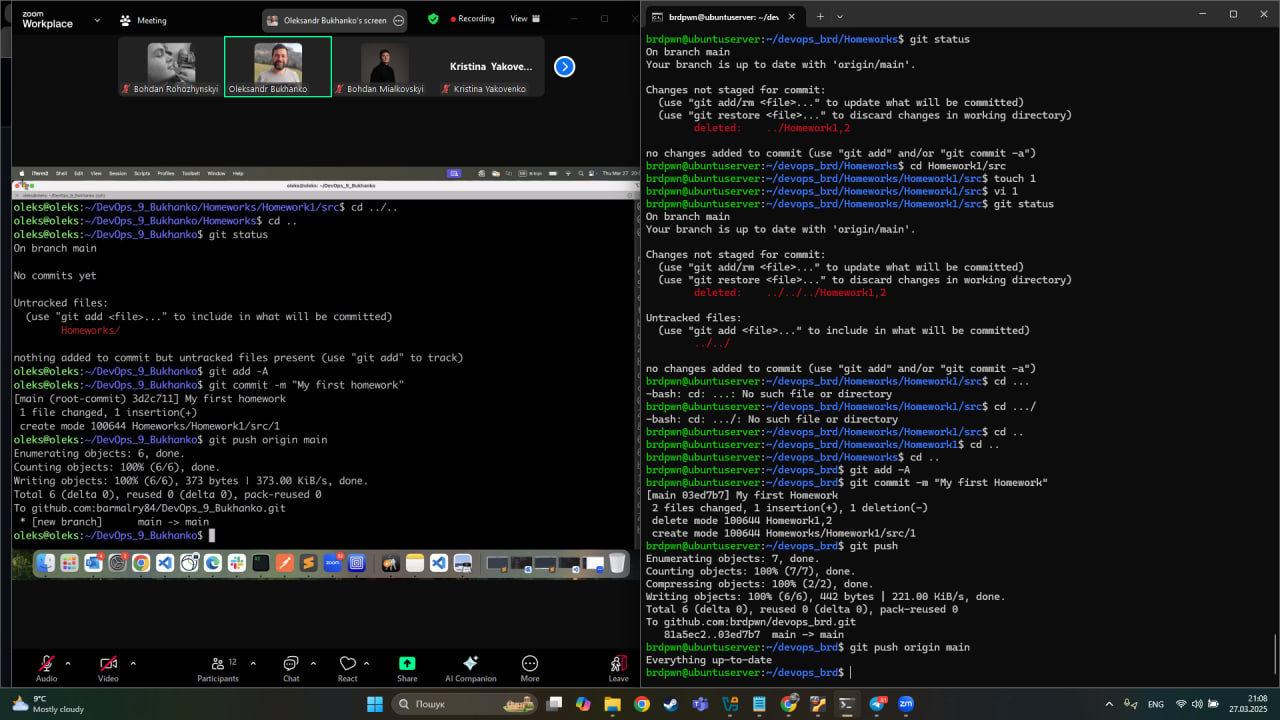 zoom
Workplace
Meeting
Oleksandr Bukhanko's screen
Recording
View
Bohdan Rohozhynskyi
Oleksandr Bukhanko
Bohdan Mialkovskyi
Kristina Yakove...
Kristina Yakovenko
iTerm2 Shell Edit View Session Scripts Profiles Toolbelt Window Help
Thu Mar 27
oleks@oleks:~/DevOps_9_Bukhanko
oleks@oleks:~/DevOps_9_Bukhanko/Homeworks/Homework1/src$ cd ../..
oleks@oleks:~/DevOps_9_Bukhanko/Homeworks$ cd ..
oleks@oleks:~/DevOps_9_Bukhanko$ git status
On branch main
No commits yet
Untracked files:
(use "git add <file>..." to include in what will be committed)
Homeworks/
nothing added to commit but untracked files present (use "git add" to track)
oleks@oleks:~/DevOps_9_Bukhanko$ git add -A
oleks@oleks:~/DevOps_9_Bukhanko$ git commit -m "My first homework"
[main (root-commit) 3d2c711] My first homework
1 file changed, 1 insertion(+)
create mode 100644 Homeworks/Homework1/src/1
oleks@oleks:~/DevOps_9_Bukhanko$ git push origin main
Enumerating objects: 6, done.
Counting objects: 100% (6/6), done.
Writing objects: 100% (6/6), 373 bytes | 373.00 KiB/s, done.
Total 6 (delta 0), reused 0 (delta 0), pack-reused 0
To github.com:barmalry84/DevOps_9_Bukhanko.git
* [new branch] main -> main
oleks@oleks:~/DevOps_9_Bukhanko$
Audio
Video
12
Participants
Chat
React
Share
AI Companion
More
Leave
brdpwn@ubuntuserver: ~/dev
brdpwn@ubuntuserver:~/devops_brd/Homeworks$ git status
On branch main
Your branch is up to date with 'origin/main'.
Changes not staged for commit:
(use "git add/rm <file>..." to update what will be committed)
(use "git restore <file>..." to discard changes in working directory)
deleted: ../Homework1,2
no changes added to commit (use "git add" and/or "git commit -a")
brdpwn@ubuntuserver:~/devops_brd/Homeworks$ cd Homework1/src
brdpwn@ubuntuserver:~/devops_brd/Homeworks/Homework1/src$ touch 1
brdpwn@ubuntuserver:~/devops_brd/Homeworks/Homework1/src$ vi 1
brdpwn@ubuntuserver:~/devops_brd/Homeworks/Homework1/src$ git status
On branch main
Your branch is up to date with 'origin/main'.
Changes not staged for commit:
(use "git add/rm <file>..." to update what will be committed)
(use "git restore <file>..." to discard changes in working directory)
deleted: ../../../Homework1,2
Untracked files:
(use "git add <file>..." to include in what will be committed)
../../
no changes added to commit (use "git add" and/or "git commit -a")
brdpwn@ubuntuserver:~/devops_brd/Homeworks/Homework1/src$ cd ...
-bash: cd: ...: No such file or directory
brdpwn@ubuntuserver:~/devops_brd/Homeworks/Homework1/src$ cd .../
-bash: cd: .../: No such file or directory
brdpwn@ubuntuserver:~/devops_brd/Homeworks/Homework1/src$ cd ..
brdpwn@ubuntuserver:~/devops_brd/Homeworks/Homework1$ cd ..
brdpwn@ubuntuserver:~/devops_brd/Homeworks$ cd ..
brdpwn@ubuntuserver:~/devops_brd$ git add -A
brdpwn@ubuntuserver:~/devops_brd$ git commit -m "My first Homework"
[main 03ed7b7] My first Homework
2 files changed, 1 insertion(+), 1 deletion(-)
delete mode 100644 Homework1,2
create mode 100644 Homeworks/Homework1/src/1
brdpwn@ubuntuserver:~/devops_brd$ git push
Enumerating objects: 7, done.
Counting objects: 100% (7/7), done.
Compressing objects: 100% (2/2), done.
Writing objects: 100% (6/6), 442 bytes | 221.00 KiB/s, done.
Total 6 (delta 0), reused 0 (delta 0), pack-reused 0
To github.com:brdpwn/devops_brd.git
81a5ec2..03ed7b7 main -> main
brdpwn@ubuntuserver:~/devops_brd$ git push origin main
Everything up-to-date
brdpwn@ubuntuserver:~/devops_brd$
9°C
Mostly cloudy
Пошук
ENG
21:08
27.03.2025